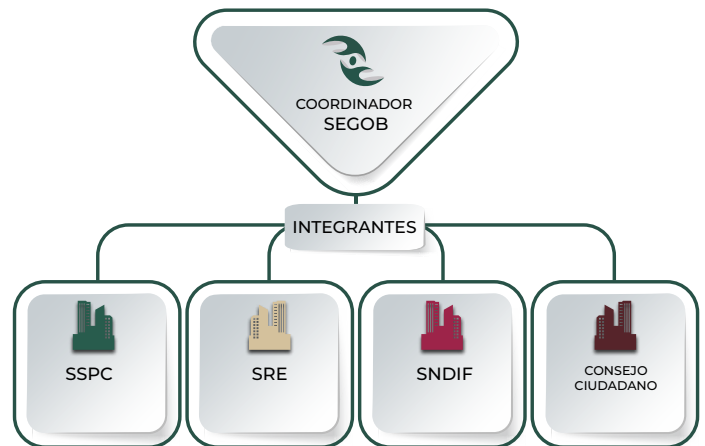 COORDINADOR
SEGOB
INTEGRANTES
SSPC
SRE
SNDIF
CONSEJO
CIUDADANO